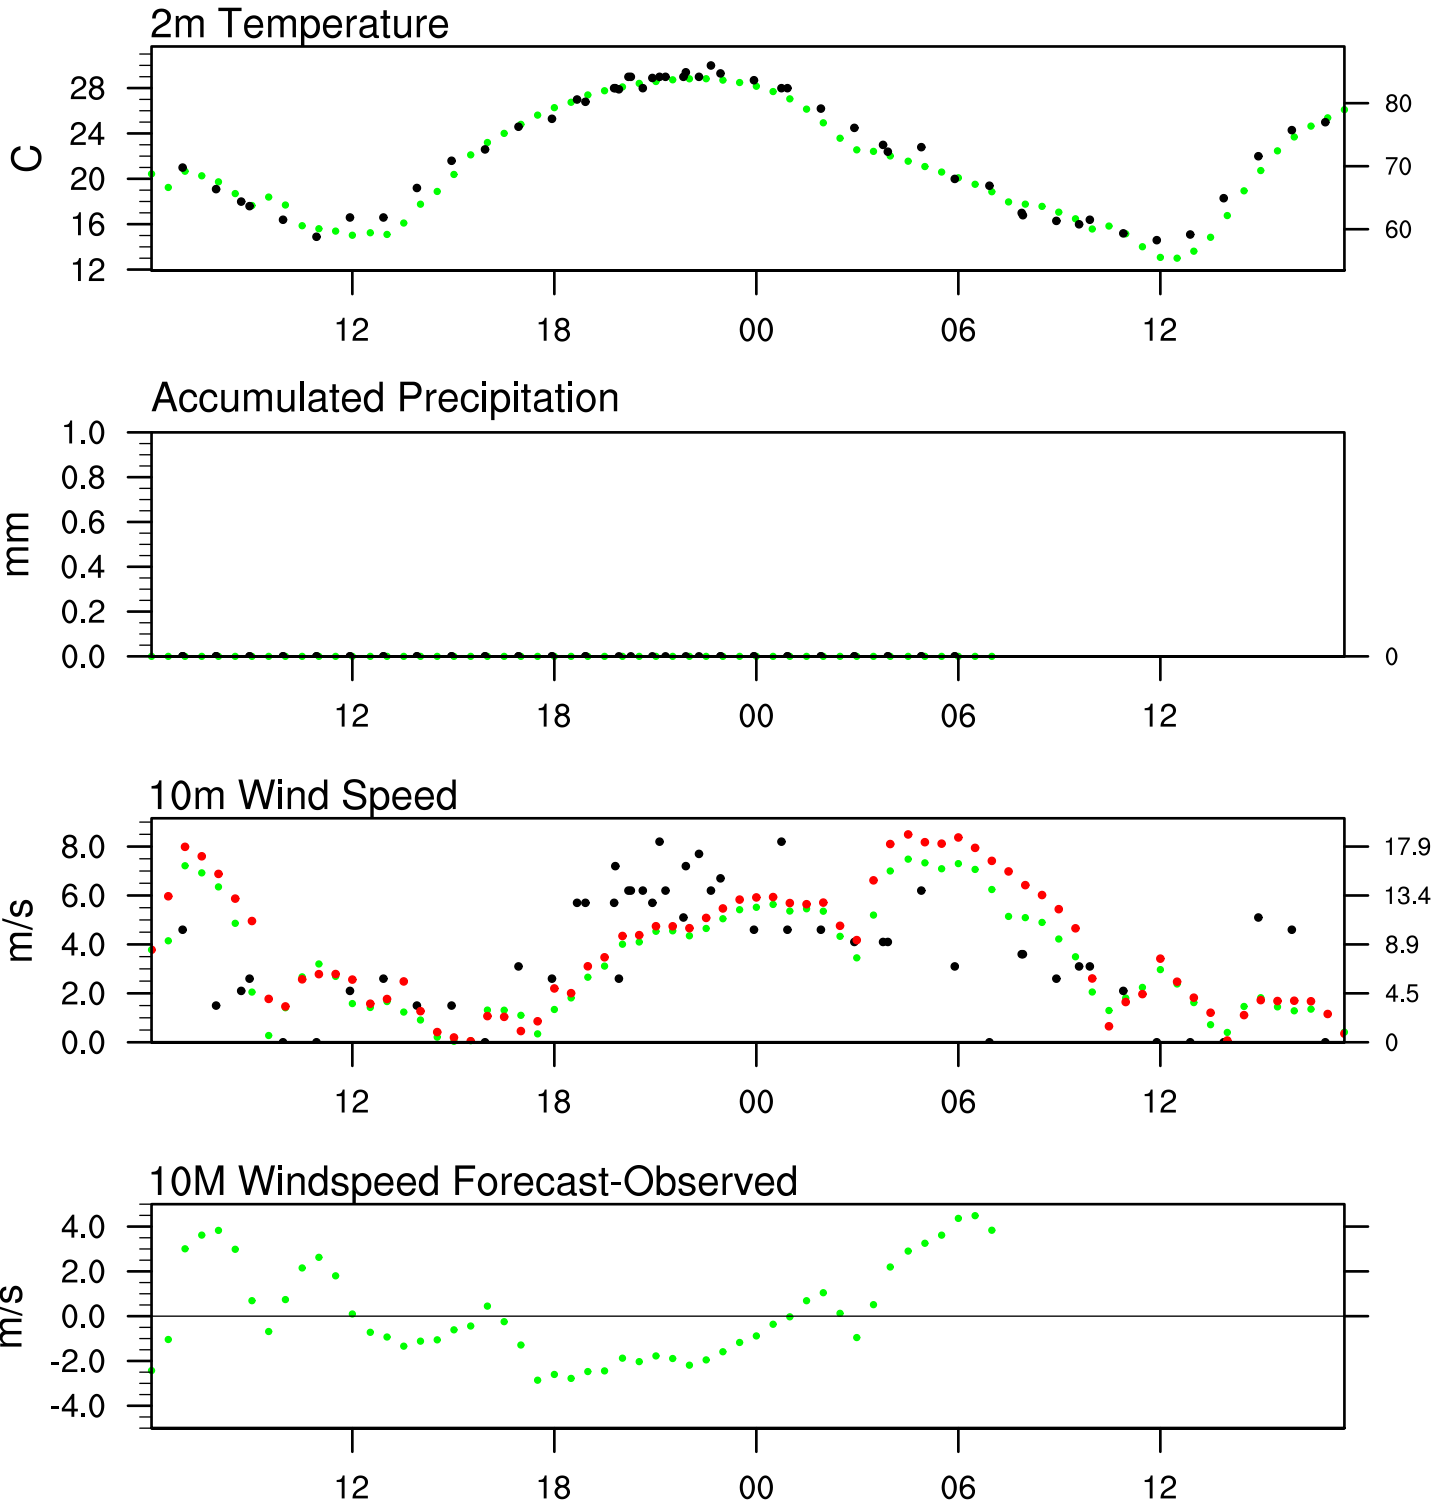 2m Temperature
C
28
24
20
16
12
80
70
60
12 18 00 06 12
Accumulated Precipitation
mm
1.0
0.8
0.6
0.4
0.2
0.0
0
12 18 00 06 12
10m Wind Speed
m/s
8.0
6.0
4.0
2.0
0.0
17.9
13.4
8.9
4.5
0
12 18 00 06 12
10M Windspeed Forecast-Observed
m/s
4.0
2.0
0.0
-2.0
-4.0
12 18 00 06 12